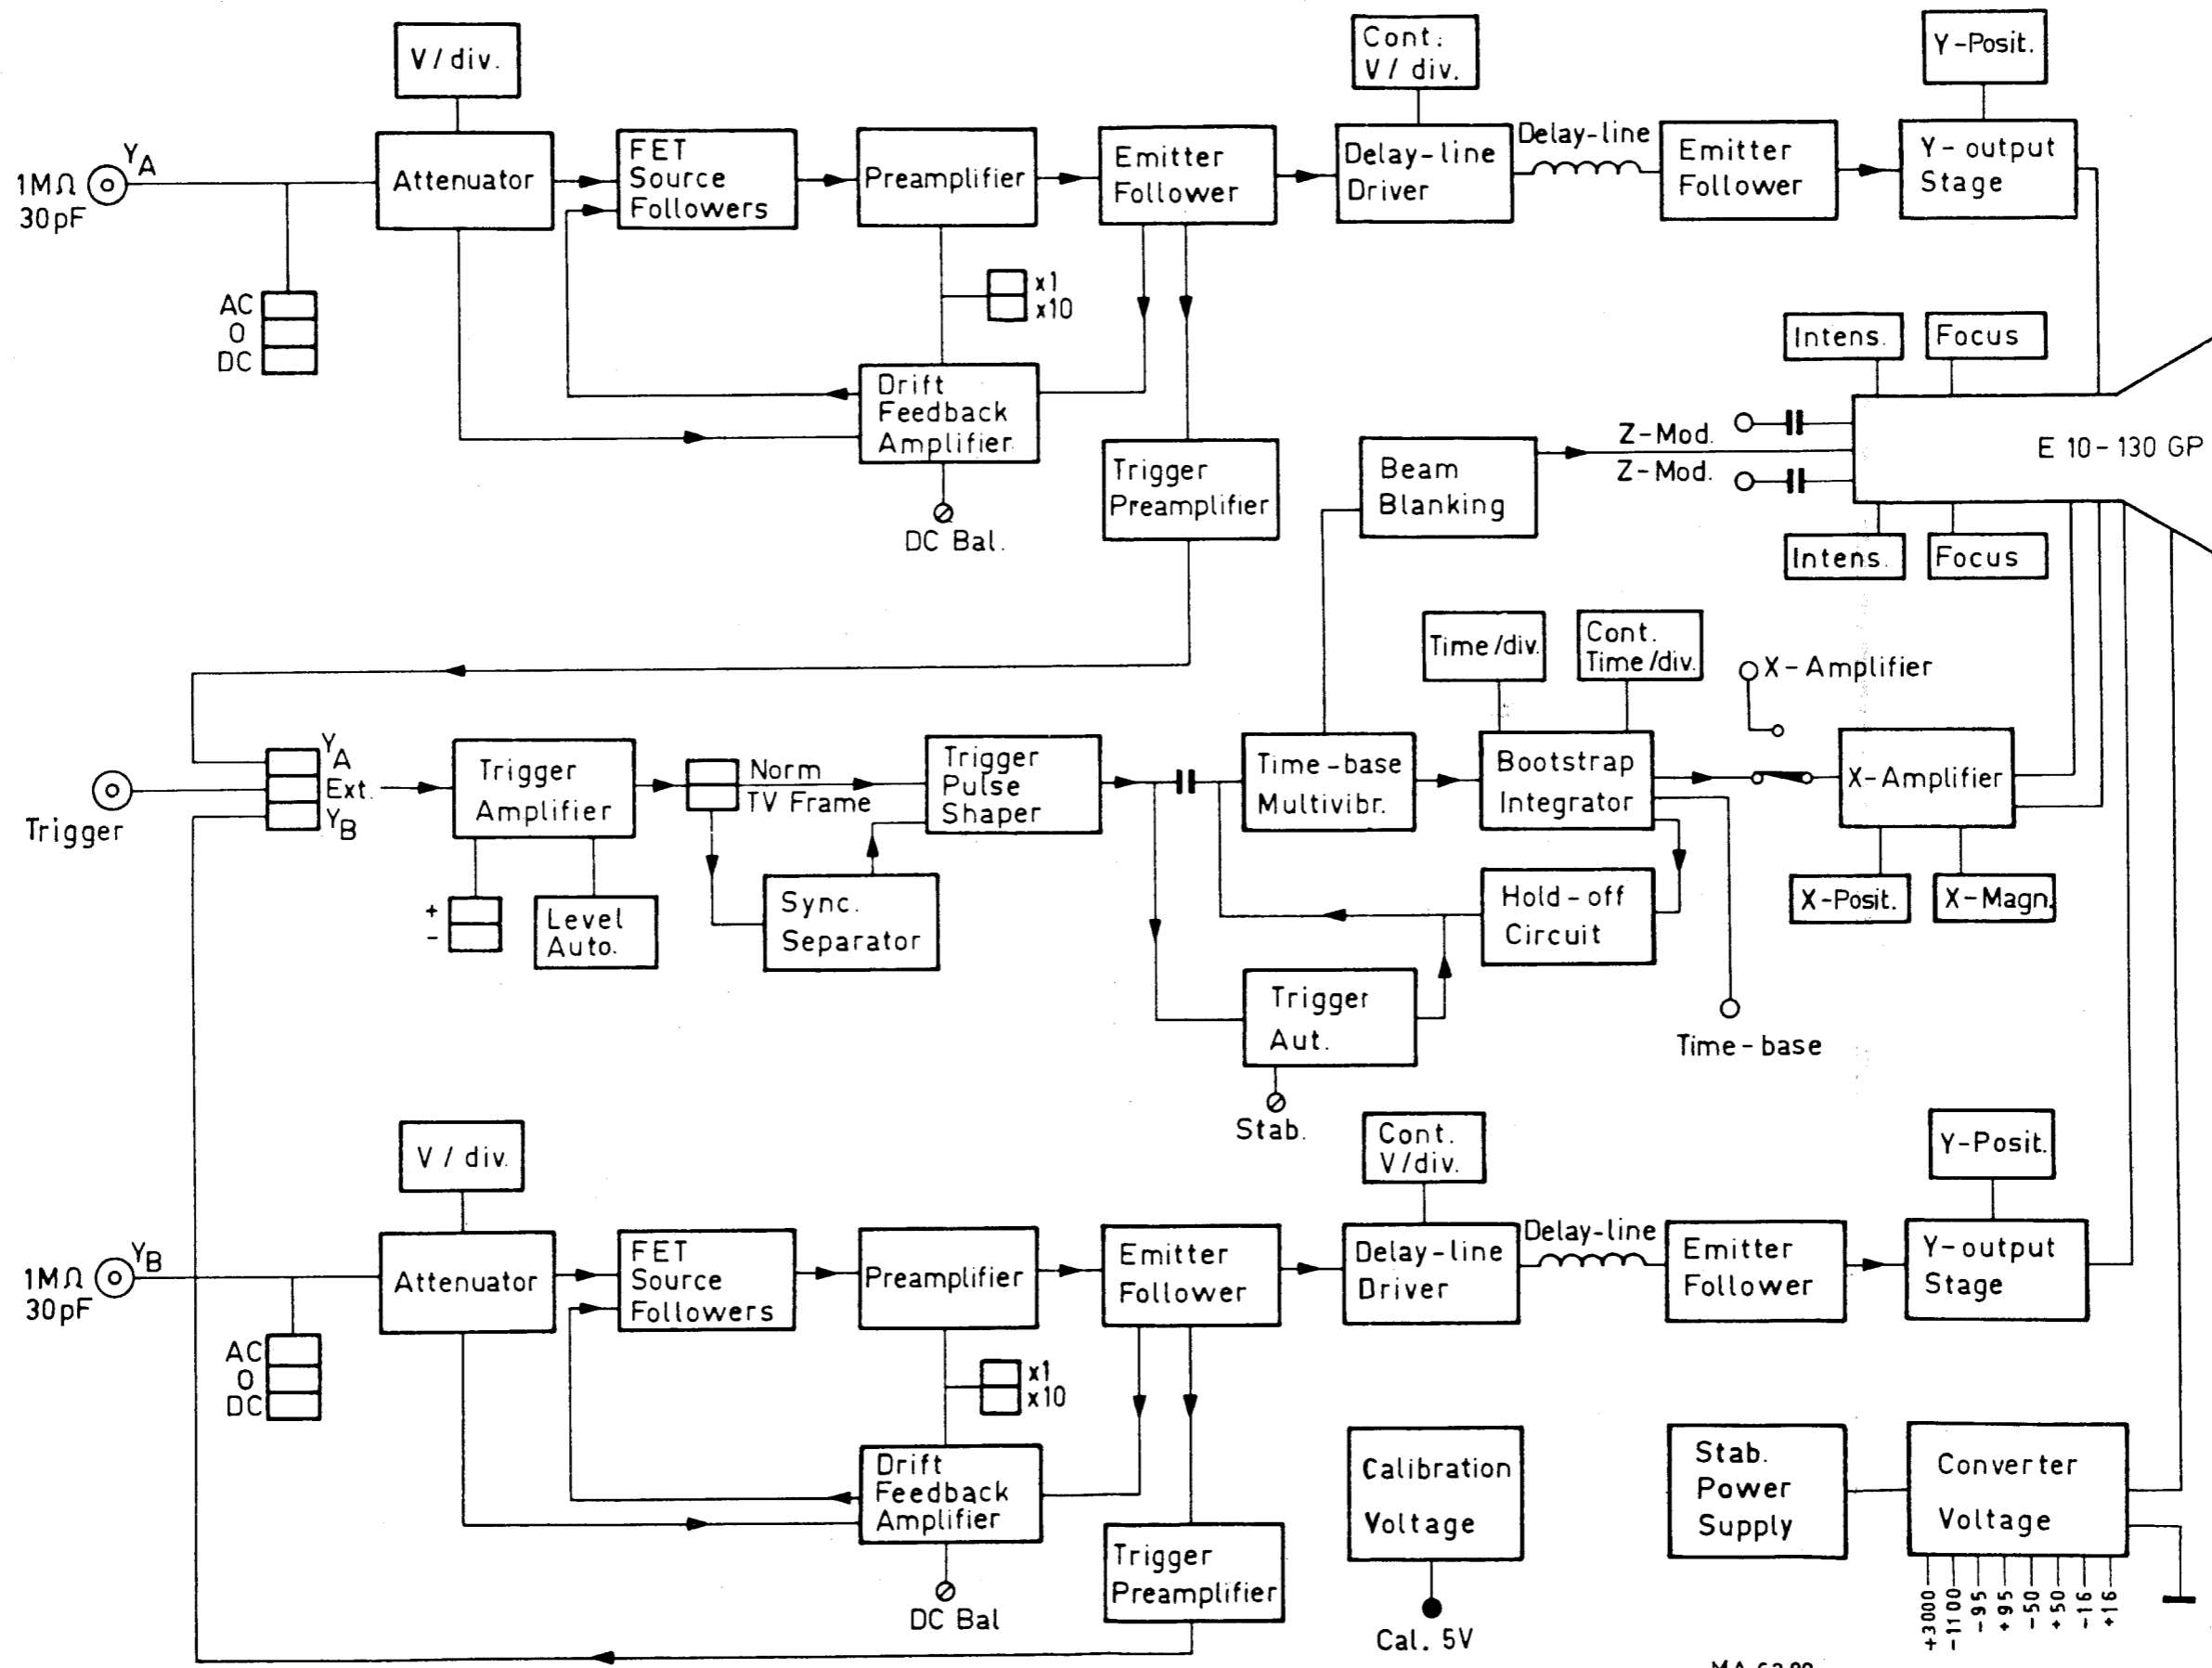 V / div.
Cont:
V / div.
Y-Posit.
YA
1MΩ
30pF
Attenuator
FET
Source
Followers
Preamplifier
Emitter
Follower
Delay-line
Driver
Delay-line
Emitter
Follower
Y-output
Stage
AC
0
DC
x1
x10
Drift
Feedback
Amplifier
DC Bal.
Trigger
Preamplifier
Intens.
Focus
Z-Mod.
Z-Mod.
E 10-130 GP
Beam
Blanking
Intens.
Focus
Time/div.
Cont.
Time/div.
X-Amplifier
YA
Ext.
YB
Trigger
Trigger
Amplifier
Norm
TV Frame
Trigger
Pulse
Shaper
Time-base
Multivibr.
Bootstrap
Integrator
X-Amplifier
+
-
Level
Auto.
Sync.
Separator
Hold-off
Circuit
X-Posit.
X-Magn.
Trigger
Aut.
Stab.
Time-base
V / div.
Cont.
V/div.
Y-Posit.
YB
1MΩ
30pF
Attenuator
FET
Source
Followers
Preamplifier
Emitter
Follower
Delay-line
Driver
Delay-line
Emitter
Follower
Y-output
Stage
AC
0
DC
x1
x10
Drift
Feedback
Amplifier
DC Bal
Trigger
Preamplifier
Calibration
Voltage
Cal. 5V
Stab.
Power
Supply
Converter
Voltage
+3000
-1100
-95
+95
-50
+50
-16
+16